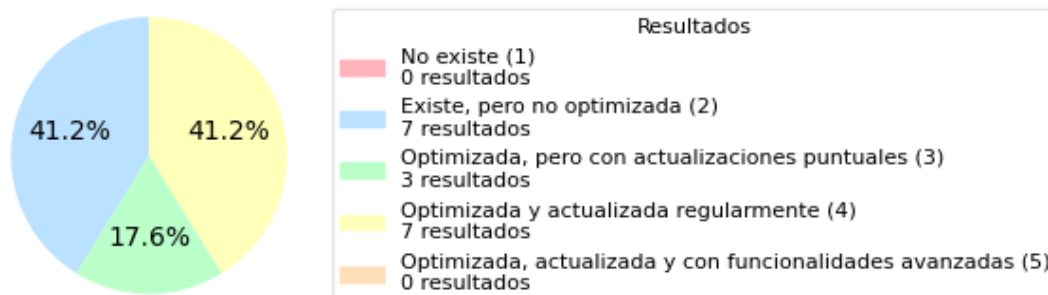 41.2%
41.2%
17.6%
Resultados
No existe (1)
0 resultados
Existe, pero no optimizada (2)
7 resultados
Optimizada, pero con actualizaciones puntuales (3)
3 resultados
Optimizada y actualizada regularmente (4)
7 resultados
Optimizada, actualizada y con funcionalidades avanzadas (5)
0 resultados